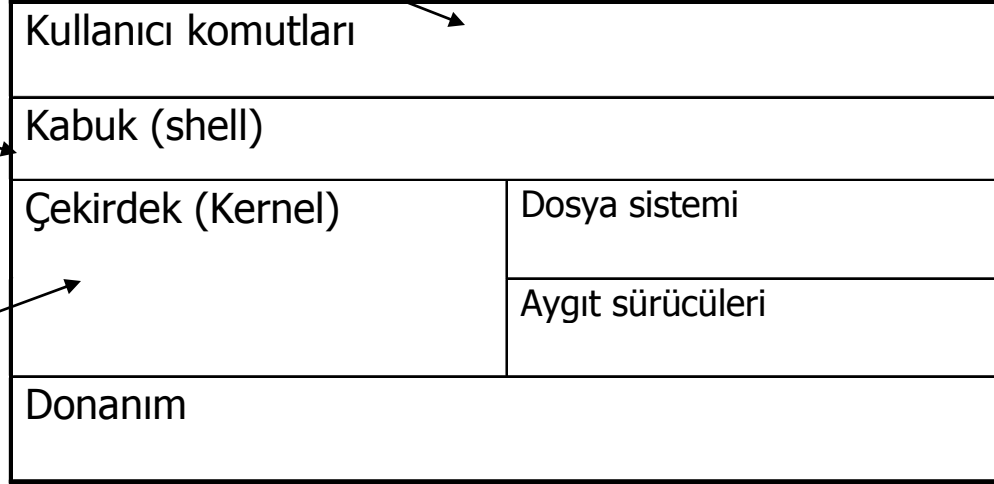 Kullanıcı komutları
Kabuk (shell)
Çekirdek (Kernel)
Dosya sistemi
Aygıt sürücüleri
Donanım